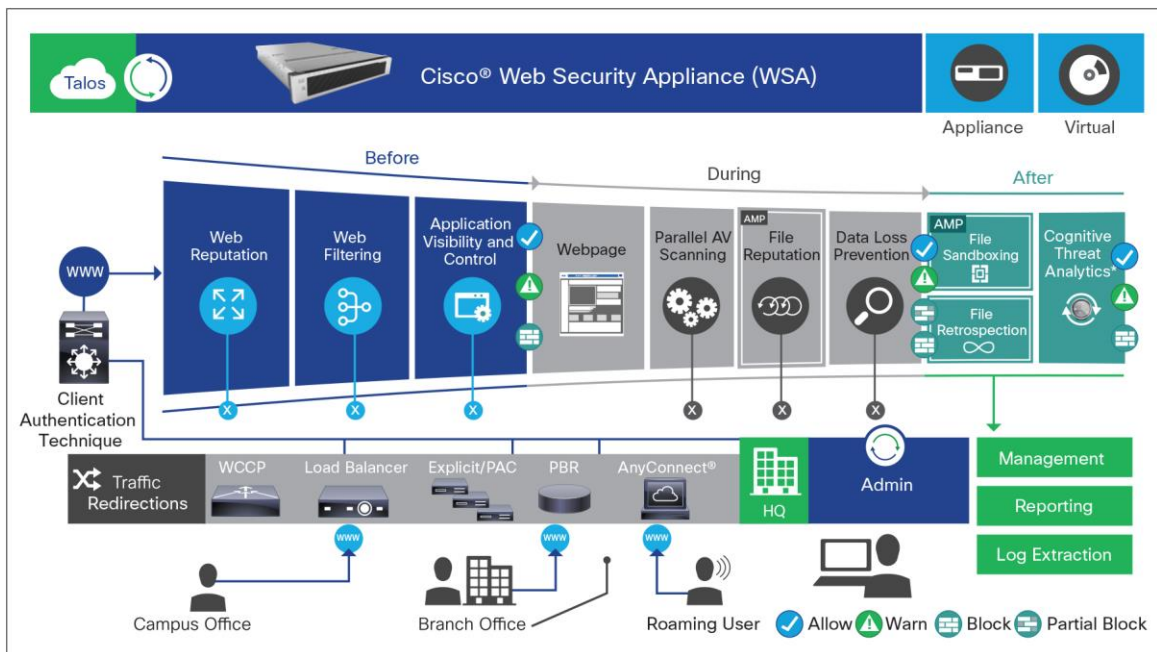 Talos
Cisco® Web Security Appliance (WSA)
Appliance
Virtual
Before
During
After
www
Web
Reputation
Web
Filtering
Application
Visibility and
Control
Webpage
Parallel AV
Scanning
AMP
File
Reputation
Data Loss
Prevention
AMP
File
Sandboxing
File
Retrospection
Cognitive
Threat
Analytics*
X
X
X
X
X
X
Client
Authentication
Technique
Traffic
Redirections
WCCP
Load Balancer
Explicit/PAC
PBR
AnyConnect®
HQ
Admin
Management
Reporting
Log Extraction
www
www
www
Campus Office
Branch Office
Roaming User
Allow
Warn
Block
Partial Block